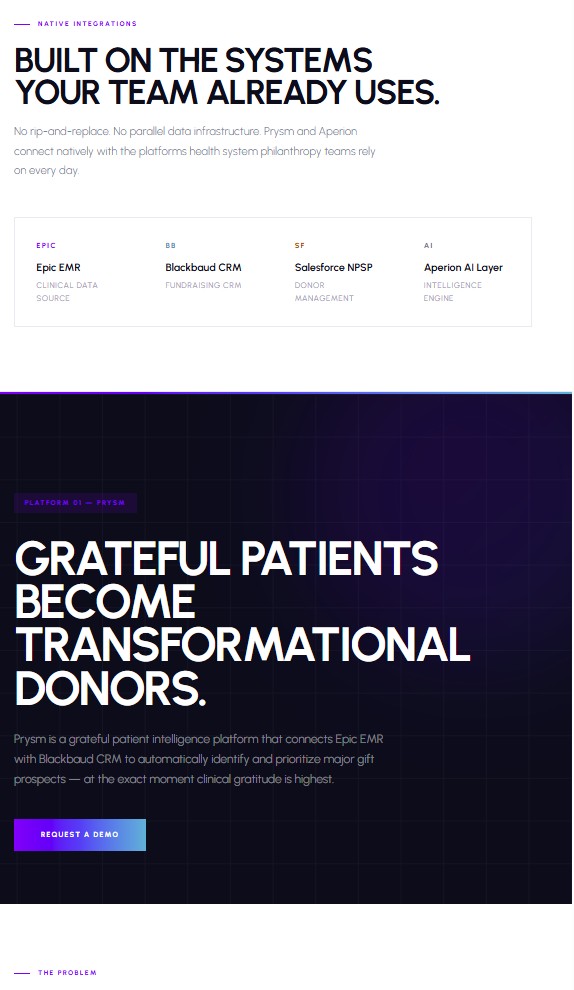 NATIVE INTEGRATIONS
BUILT ON THE SYSTEMS
YOUR TEAM ALREADY USES.
No rip-and-replace. No parallel data infrastructure. Prysm and Aperion
connect natively with the platforms health system philanthropy teams rely
on every day.
EPIC
Epic EMR
CLINICAL DATA
SOURCE
BB
Blackbaud CRM
FUNDRAISING CRM
SF
Salesforce NPSP
DONOR
MANAGEMENT
AI
Aperion AI Layer
INTELLIGENCE
ENGINE
PLATFORM 01 — PRYSM
GRATEFUL PATIENTS
BECOME
TRANSFORMATIONAL
DONORS.
Prysm is a grateful patient intelligence platform that connects Epic EMR
with Blackbaud CRM to automatically identify and prioritize major gift
prospects — at the exact moment clinical gratitude is highest.
REQUEST A DEMO
THE PROBLEM